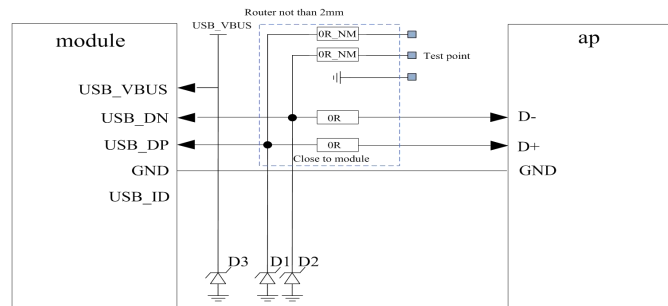 Router not than 2mm
USB_VBUS
module
ap
0R_NM
0R_NM
Test point
USB_VBUS
USB_DN
0R
D-
USB_DP
0R
D+
Close to module
GND
GND
USB_ID
D3
D1
D2